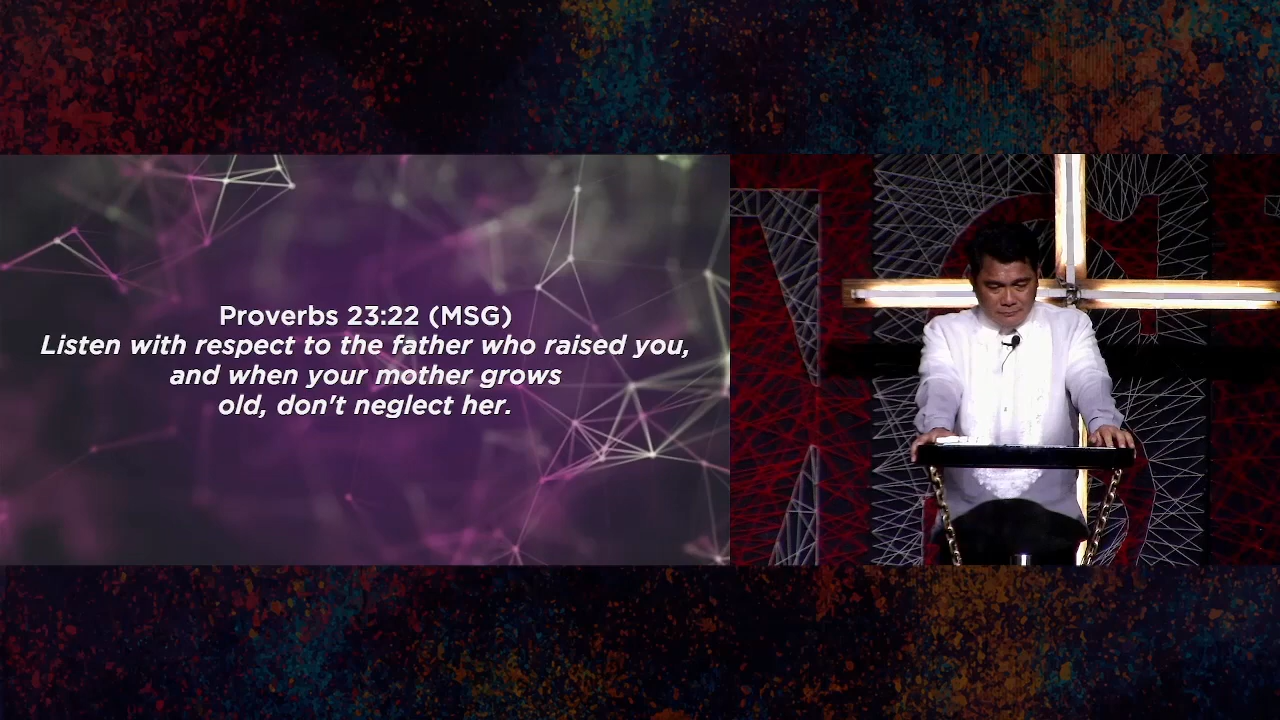 Proverbs 23:22 (MSG)
Listen with respect to the father who raised you,
and when your mother grows
old, don't neglect her.